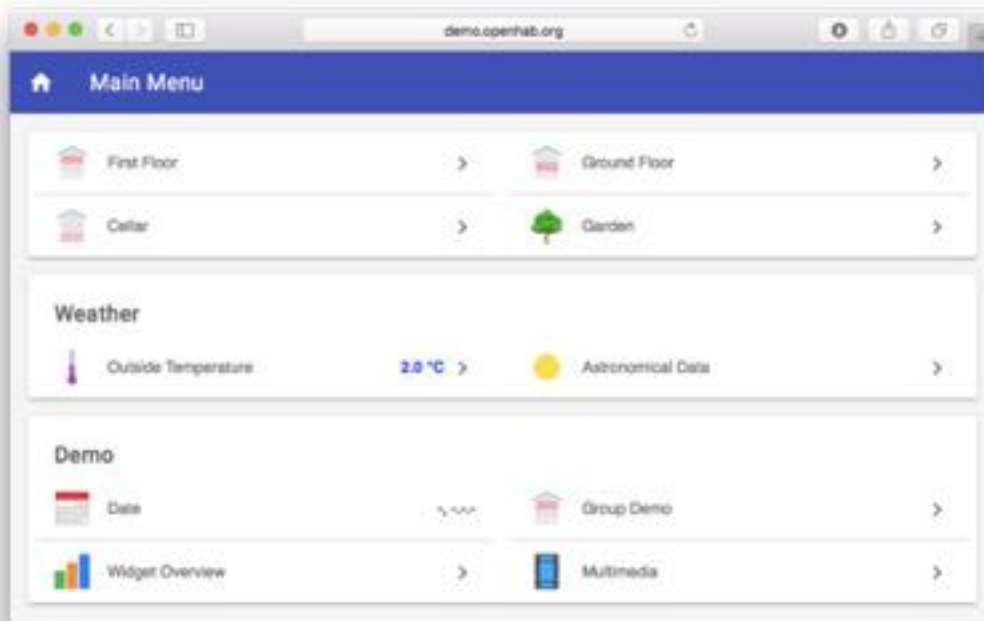 demo.openhab.org
Main Menu
First Floor
Ground Floor
Cellar
Garden
Weather
Outside Temperature
2.0 °C
Astronomical Data
Demo
Date
Group Demo
Widget Overview
Multimedia